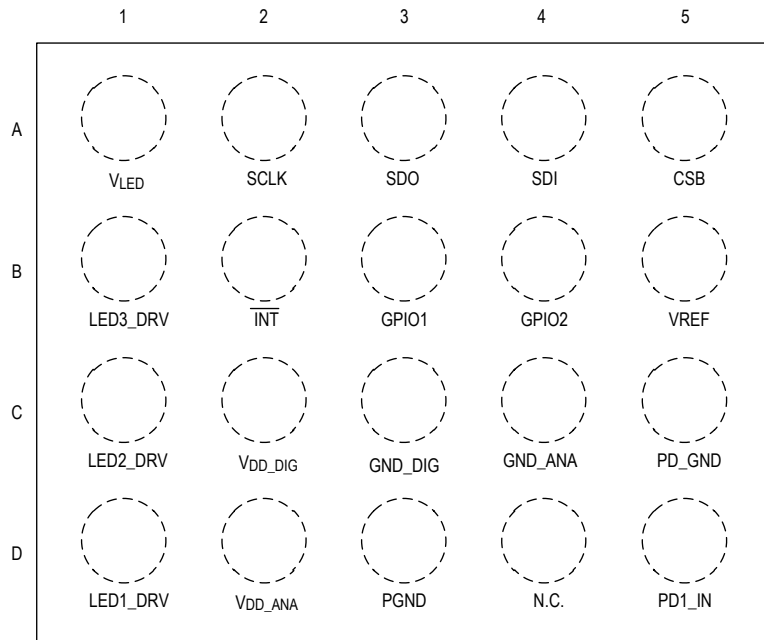 1 2 3 4 5
A
VLED SCLK SDO SDI CSB
B
LED3_DRV INT GPIO1 GPIO2 VREF
C
LED2_DRV VDD_DIG GND_DIG GND_ANA PD_GND
D
LED1_DRV VDD_ANA PGND N.C. PD1_IN